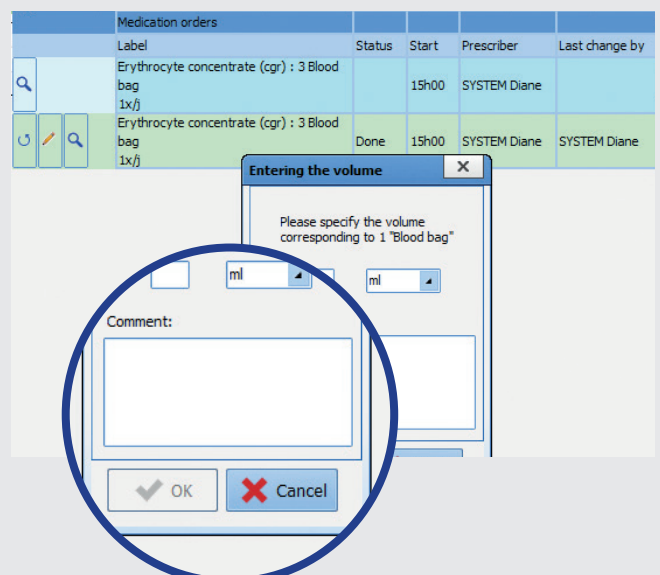 Medication orders
Label Status Start Prescriber Last change by
Erythrocyte concentrate (cgr) : 3 Blood
bag 15h00 SYSTEM Diane
1x/j
Erythrocyte concentrate (cgr) : 3 Blood
bag Done 15h00 SYSTEM Diane SYSTEM Diane
1x/j
Entering the volume
Please specify the volume
corresponding to 1 "Blood bag"
ml
ml
Comment:
OK Cancel